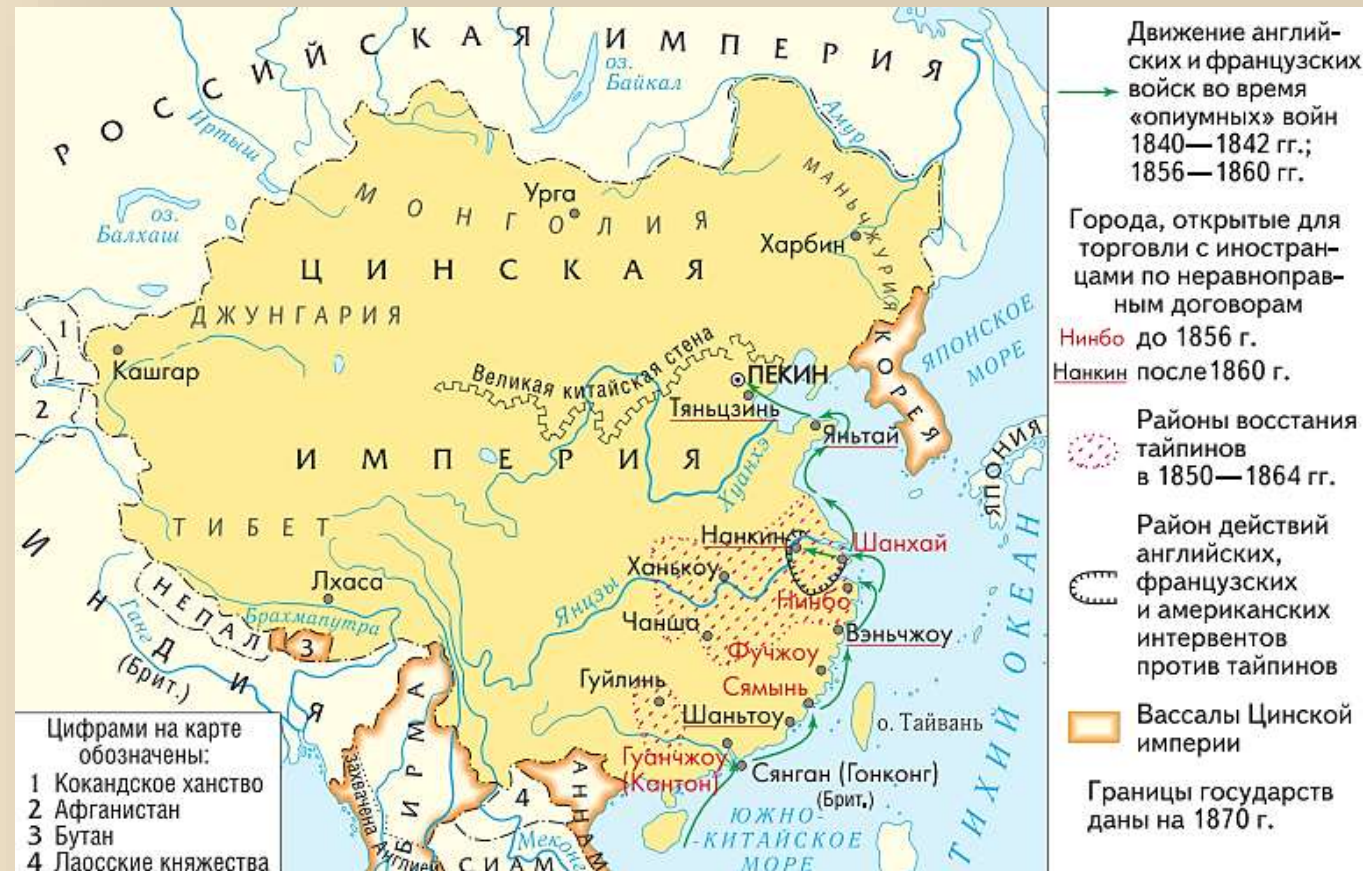 РОССИЙСКАЯ ИМПЕРИЯ
оз.
Байкал
Иртыш
Амур
оз.
Балхаш
МОНГОЛИЯ
Урга
МАНЬЧЖУРИЯ
Харбин
ЦИНСКАЯ
ДЖУНГАРИЯ
1
Кашгар
2
Великая китайская стена
ПЕКИН
Тяньцзинь
КОРЕЯ
ЯПОНСКОЕ
МОРЕ
Яньтай
ИМПЕРИЯ
Хуанхэ
ЯПОНИЯ
ТИБЕТ
Нанкин
Шанхай
Ханькоу
Лхаса
Янцзы
Нинбо
НЕПАЛ
Ганг
Брахмапутра
3
Чанша
Вэньчжоу
Фучжоу
ИНДИЯ
(Брит.)
Гуйлинь
Сямынь
Шаньтоу
о. Тайвань
БИРМА
захвачена Англией
Гуанчжоу
(Кантон)
Сянган (Гонконг)
(Брит.)
4
АННАМ
Меконг
СИАМ
ЮЖНО-
-КИТАЙСКОЕ
МОРЕ
ТИХИЙ ОКЕАН
Цифрами на карте
обозначены:
1 Кокандское ханство
2 Афганистан
3 Бутан
4 Лаосские княжества
Движение англий-
ских и французских
войск во время
«опиумных» войн
1840—1842 гг.;
1856—1860 гг.
Города, открытые для
торговли с иностран-
цами по неравноправ-
ным договорам
Нинбо до 1856 г.
Нанкин после 1860 г.
Районы восстания
тайпинов
в 1850—1864 гг.
Район действий
английских,
французских
и американских
интервентов
против тайпинов
Вассалы Цинской
империи
Границы государств
даны на 1870 г.